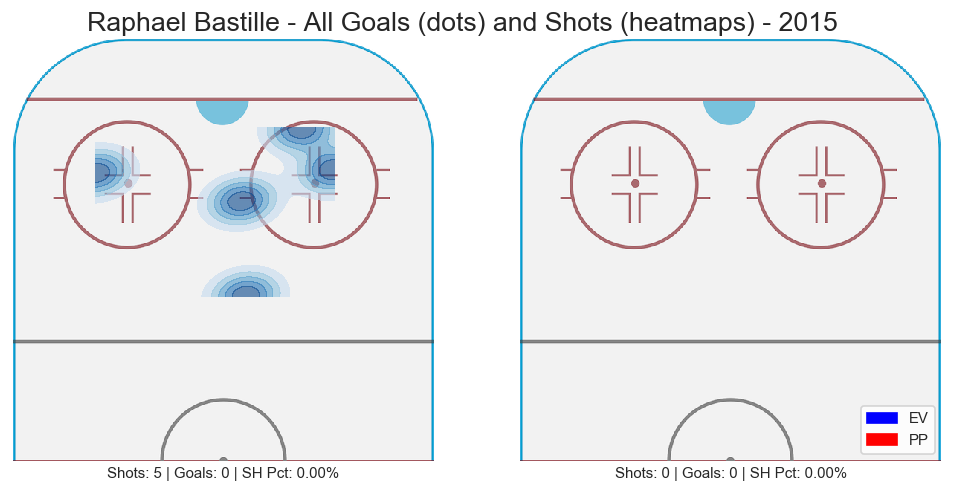 Raphael Bastille - All Goals (dots) and Shots (heatmaps) - 2015
EV
PP
Shots: 5 | Goals: 0 | SH Pct: 0.00%
Shots: 0 | Goals: 0 | SH Pct: 0.00%